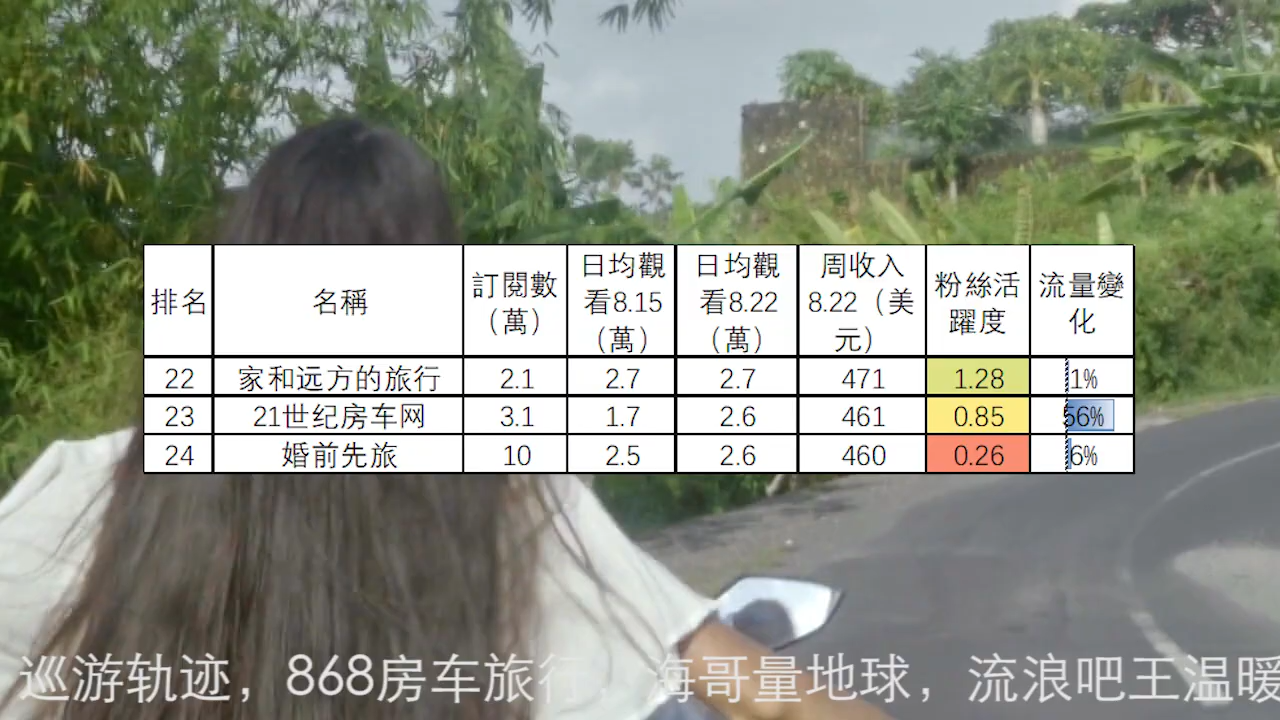 排名 名稱 訂閱數（萬） 日均觀看8.15（萬） 日均觀看8.22（萬） 周收入8.22（美元） 粉絲活躍度 流量變化
22 家和远方的旅行 2.1 2.7 2.7 471 1.28 1%
23 21世纪房车网 3.1 1.7 2.6 461 0.85 56%
24 婚前先旅 10 2.5 2.6 460 0.26 6%
巡游轨迹，868房车旅行，海哥量地球，流浪吧王温暖